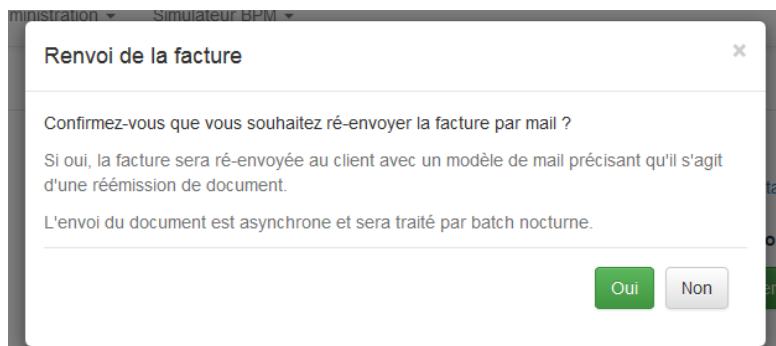 ministration Simulateur BPM
Renvoi de la facture ×
Confirmez-vous que vous souhaitez ré-envoyer la facture par mail ?
Si oui, la facture sera ré-envoyée au client avec un modèle de mail précisant qu'il s'agit
d'une réémission de document.
L'envoi du document est asynchrone et sera traité par batch nocturne.
Oui Non